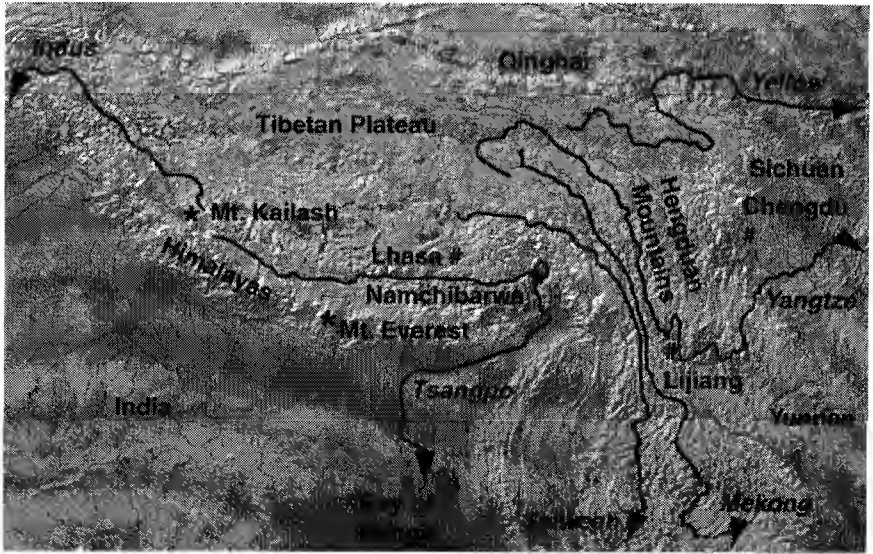 Indus
Qinghai
Yellow
Tibetan Plateau
Sichuan
Mt. Kailash
Hengduan
Mountains
Chengdu
#
Himalayas
Lhasa #
Namchibarwa
Yangtze
Mt. Everest
#
Lijiang
Tsangpo
India
Yunnan
Mekong